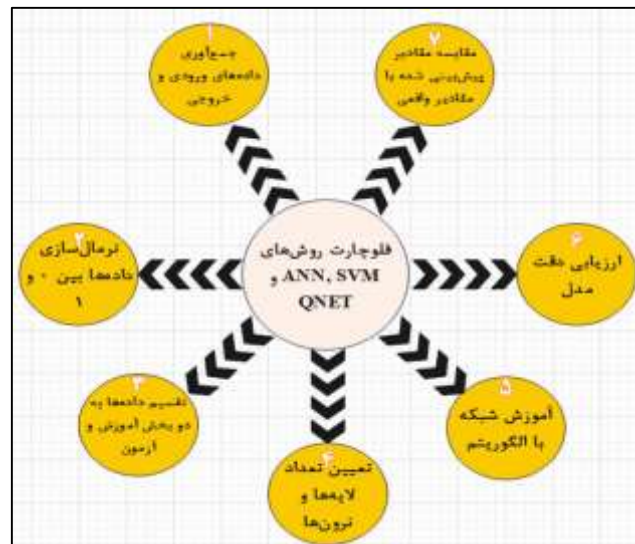 فلوچارت روش‌های
ANN, SVM و
QNET
۱
جمع‌آوری
داده‌های ورودی و
خروجی
۲
نرمال‌سازی
داده‌ها بین ۰ و
۱
۳
تقسیم داده‌ها به
دو بخش آموزش و
آزمون
۴
تعیین تعداد
لایه‌ها و
نرون‌ها
۵
آموزش شبکه
با الگوریتم
۶
ارزیابی دقت
مدل
۷
مقایسه مقادیر
پیش‌بینی شده با
مقادیر واقعی